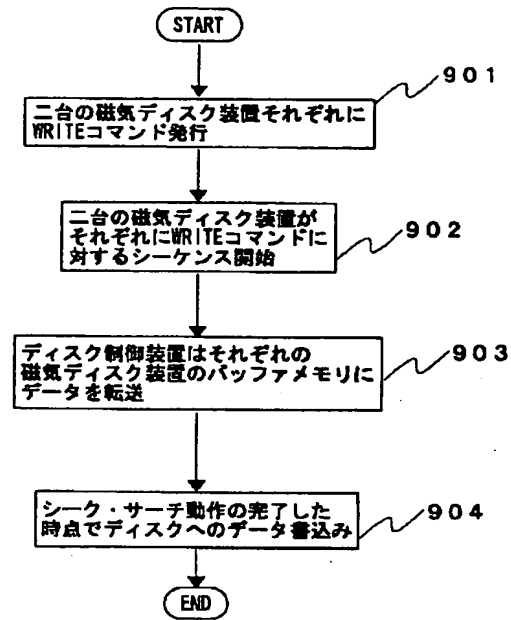 START
901
二台の磁気ディスク装置それぞれに
WRITEコマンド発行
二台の磁気ディスク装置が
それぞれにWRITEコマンドに
対するシーケンス開始
902
ディスク制御装置はそれぞれの
磁気ディスク装置のバッファメモリに
データを転送
903
シーク・サーチ動作の完了した
時点でディスクへのデータ書込み
904
END